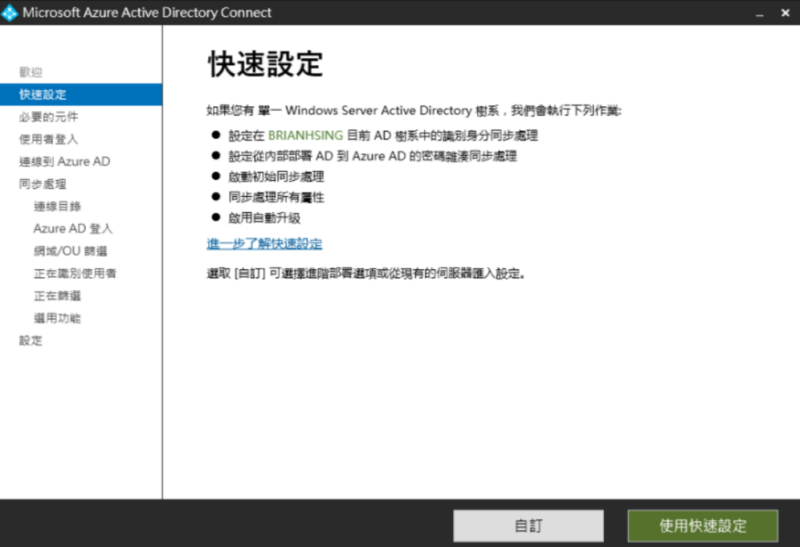 Microsoft Azure Active Directory Connect
歡迎
快速設定
必要的元件
使用者登入
連線到 Azure AD
同步處理
連線目錄
Azure AD 登入
網域/OU 篩選
正在識別使用者
正在篩選
選用功能
設定
快速設定
如果您有 單一 Windows Server Active Directory 樹系，我們會執行下列作業:
● 設定在 BRIANHSING 目前 AD 樹系中的識別身分同步處理
● 設定從內部部署 AD 到 Azure AD 的密碼雜湊同步處理
● 啟動初始同步處理
● 同步處理所有屬性
● 啟用自動升級
進一步了解快速設定
選取 [自訂] 可選擇進階部署選項或從現有的伺服器匯入設定。
自訂
使用快速設定